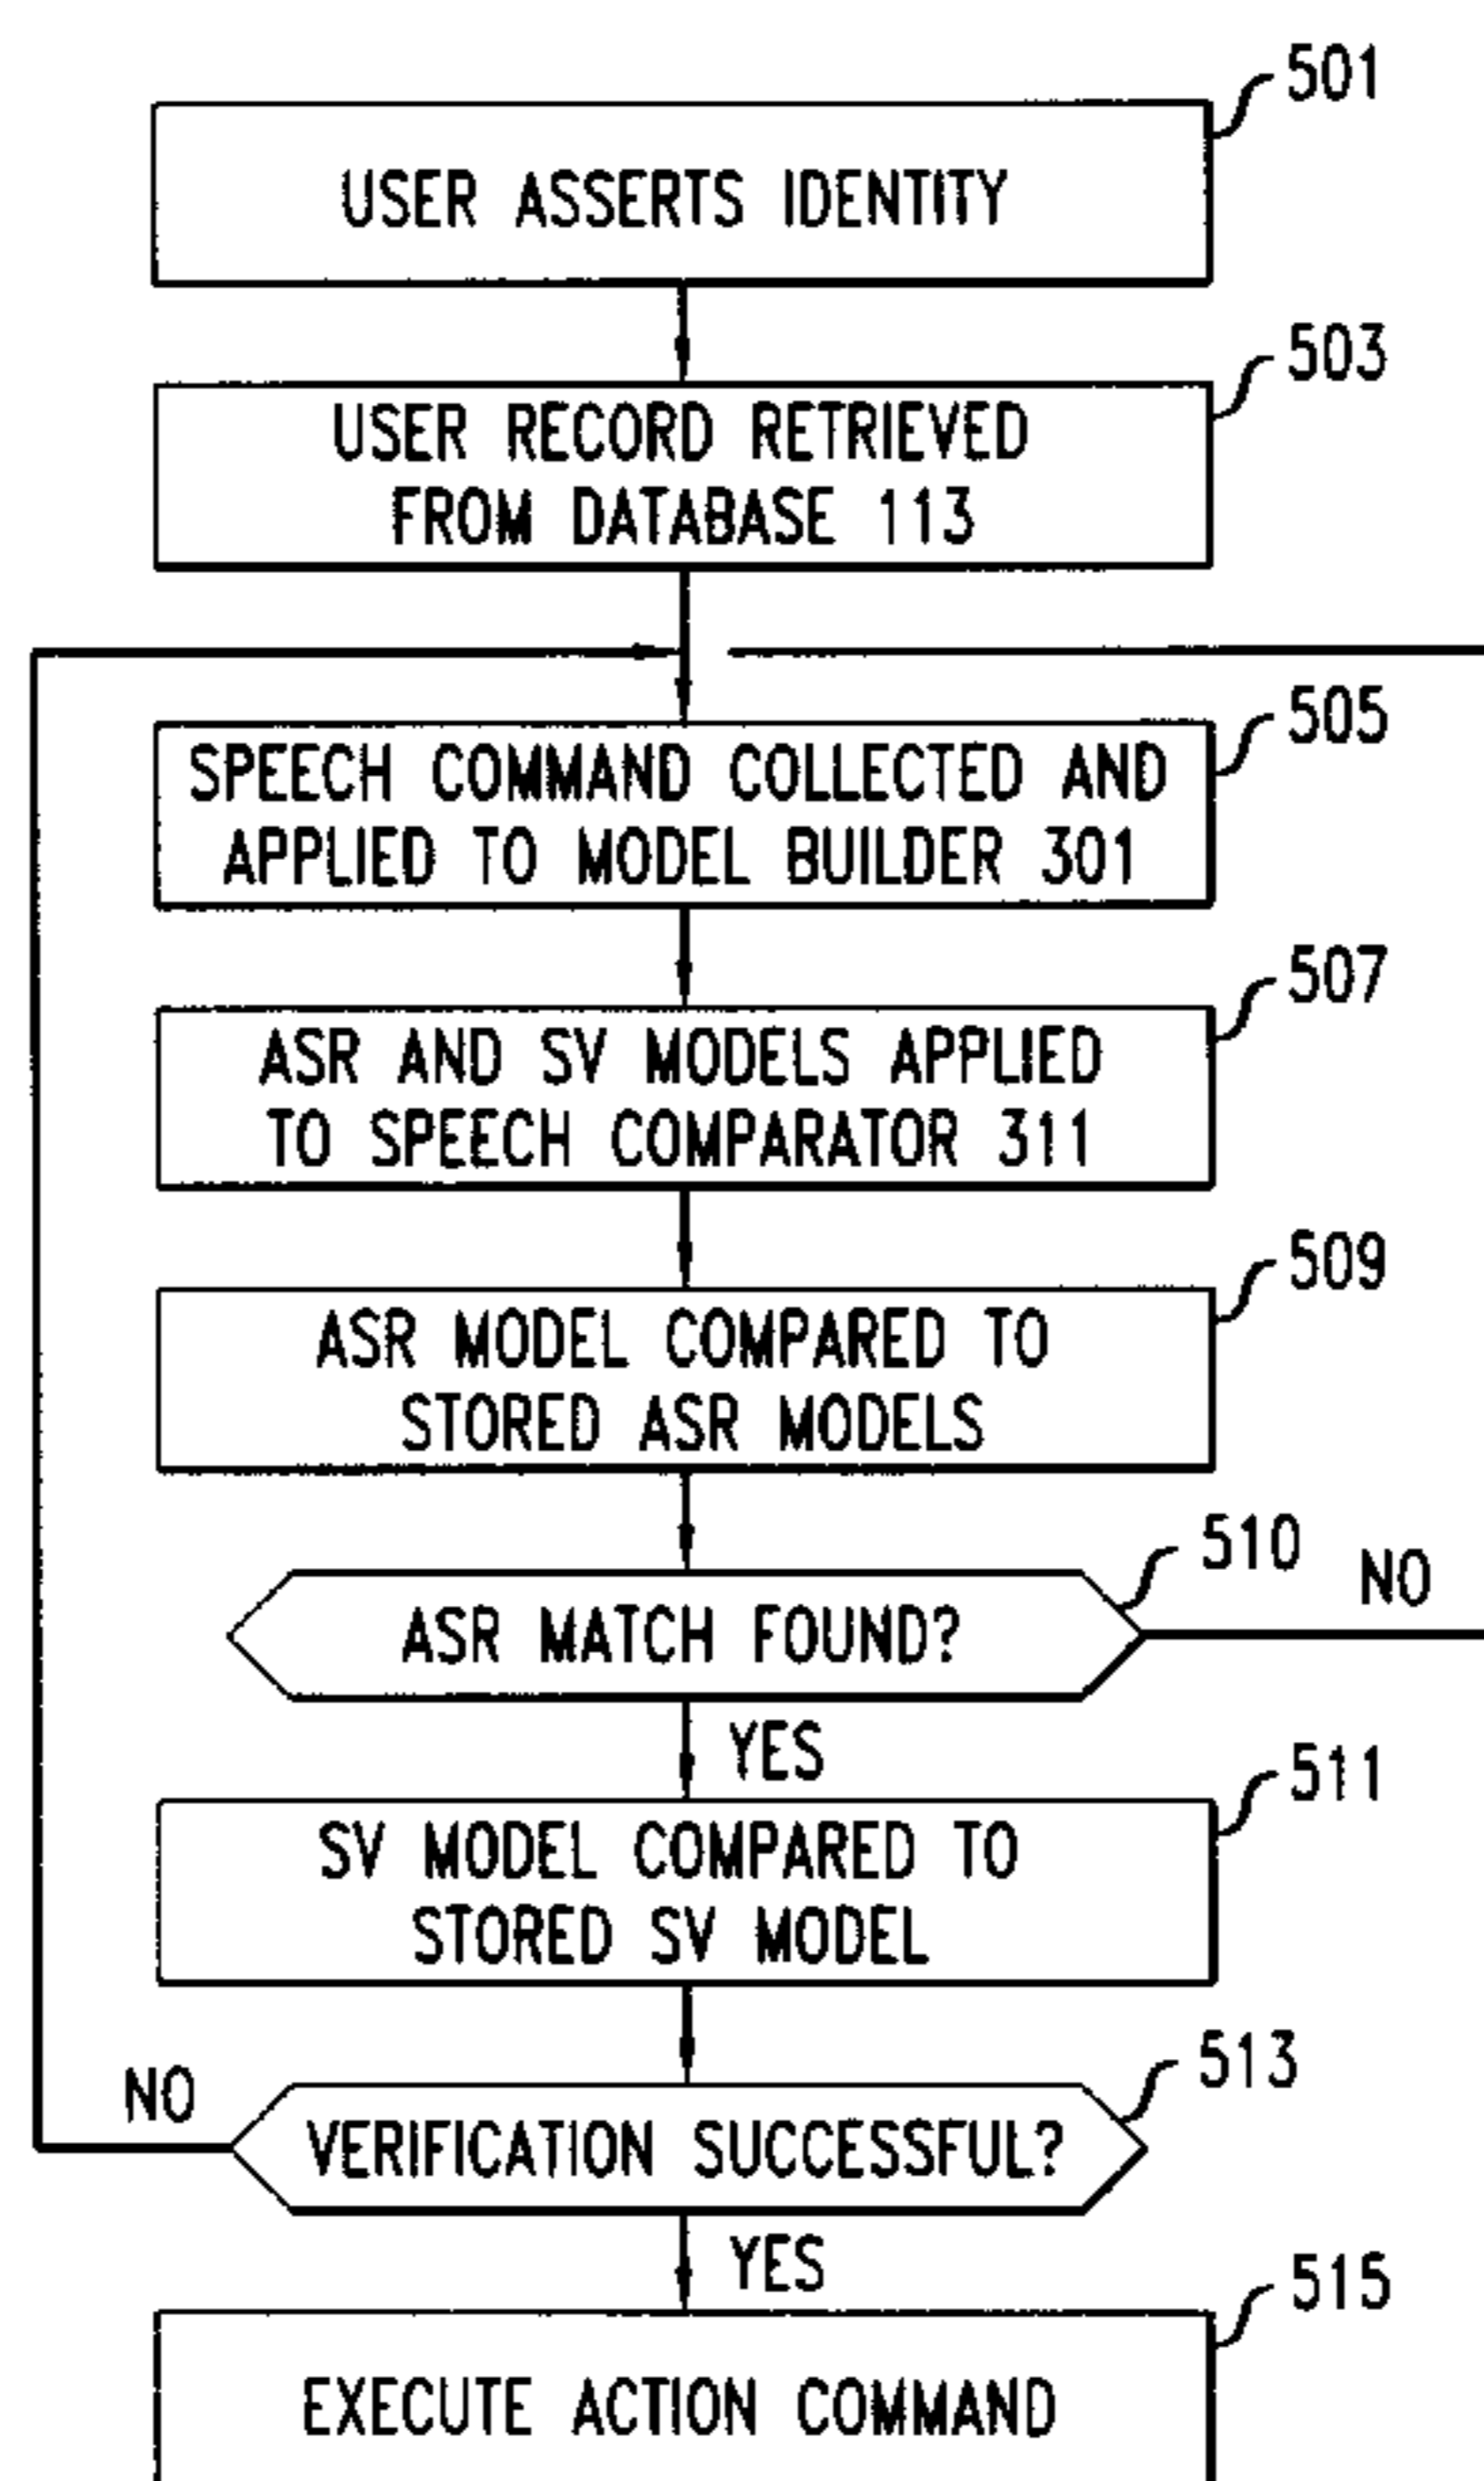 501
USER ASSERTS IDENTITY
503
USER RECORD RETRIEVED
FROM DATABASE 113
505
SPEECH COMMAND COLLECTED AND
APPLIED TO MODEL BUILDER 301
507
ASR AND SV MODELS APPLIED
TO SPEECH COMPARATOR 311
509
ASR MODEL COMPARED TO
STORED ASR MODELS
510
NO
ASR MATCH FOUND?
YES
511
SV MODEL COMPARED TO
STORED SV MODEL
513
NO
VERIFICATION SUCCESSFUL?
YES
515
EXECUTE ACTION COMMAND